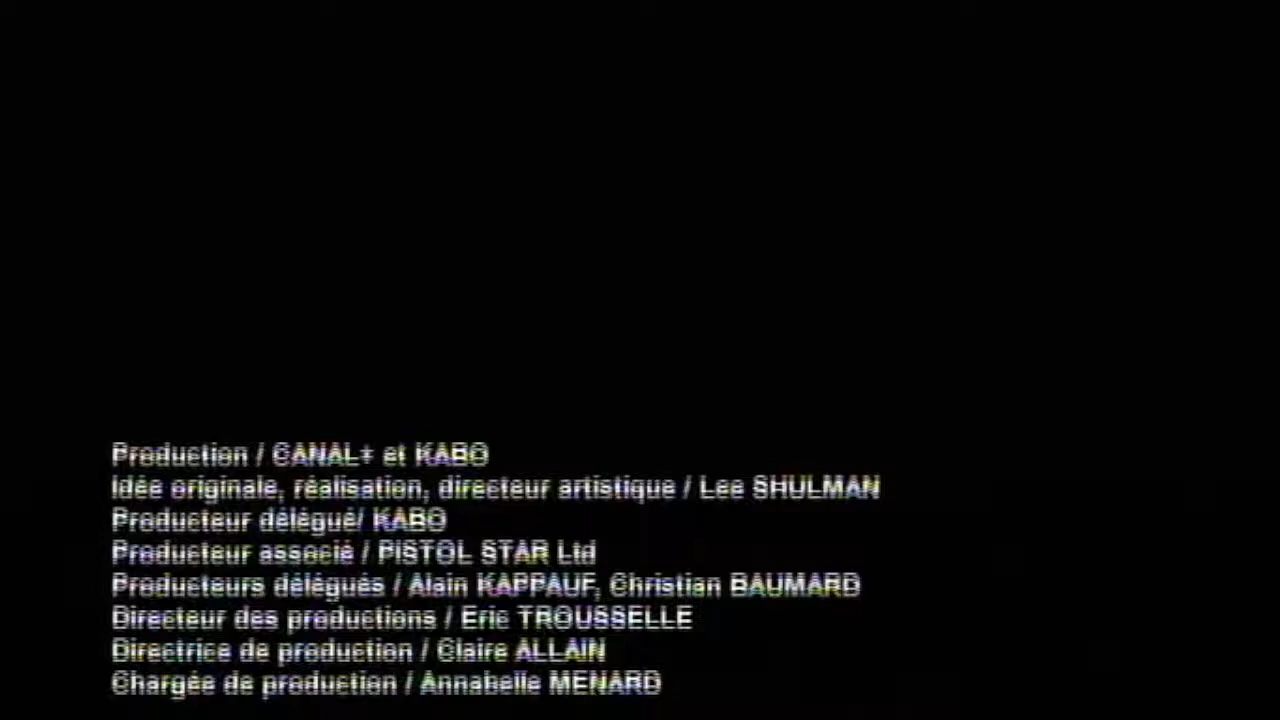 Production / CANAL+ et KABO
Idée originale, réalisation, directeur artistique / Lee SHULMAN
Producteur délégué/ KABO
Producteur associé / PISTOL STAR Ltd
Producteurs délégués / Alain KAPPAUF, Christian BAUMARD
Directeur des productions / Eric TROUSSELLE
Directrice de production / Claire ALLAIN
Chargée de production / Annabelle MENARD